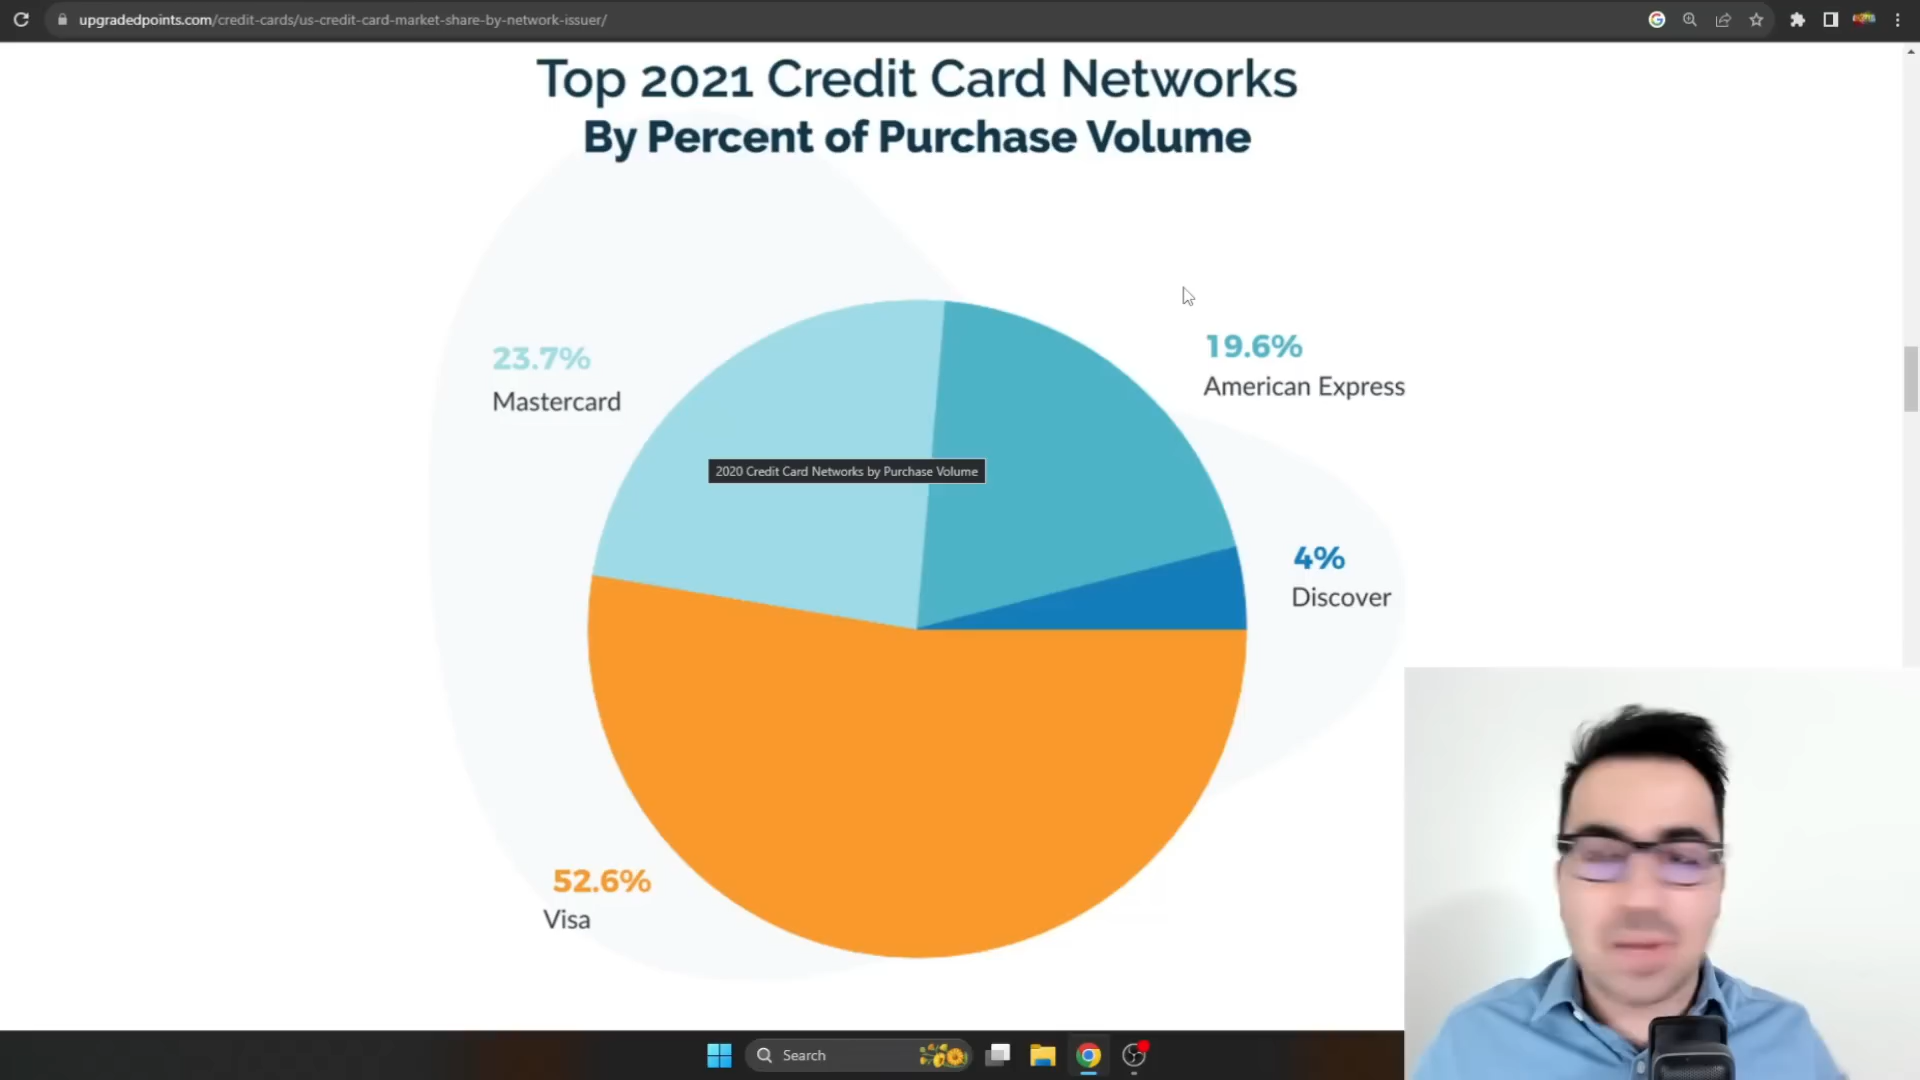 upgradedpoints.com/credit-cards/us-credit-card-market-share-by-network-issuer/
Top 2021 Credit Card Networks
By Percent of Purchase Volume
23.7%
Mastercard
19.6%
American Express
2020 Credit Card Networks by Purchase Volume
4%
Discover
52.6%
Visa
Search